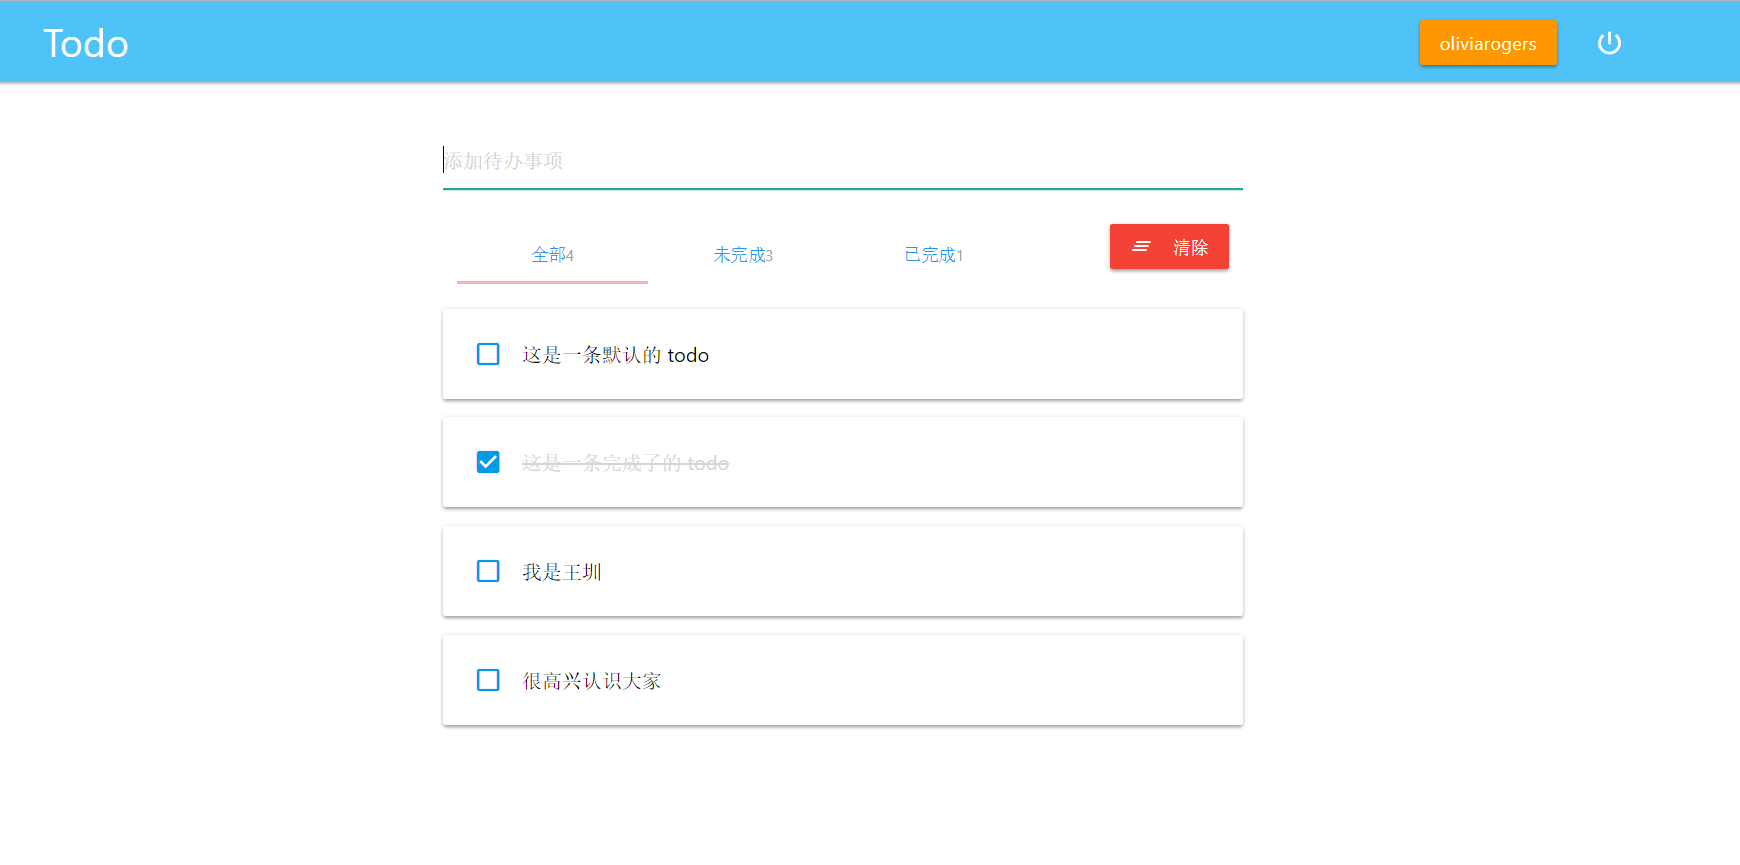 Todo
oliviarogers
添加待办事项
全部4
未完成3
已完成1
清除
这是一条默认的 todo
这是一条完成了的 todo
我是王圳
很高兴认识大家